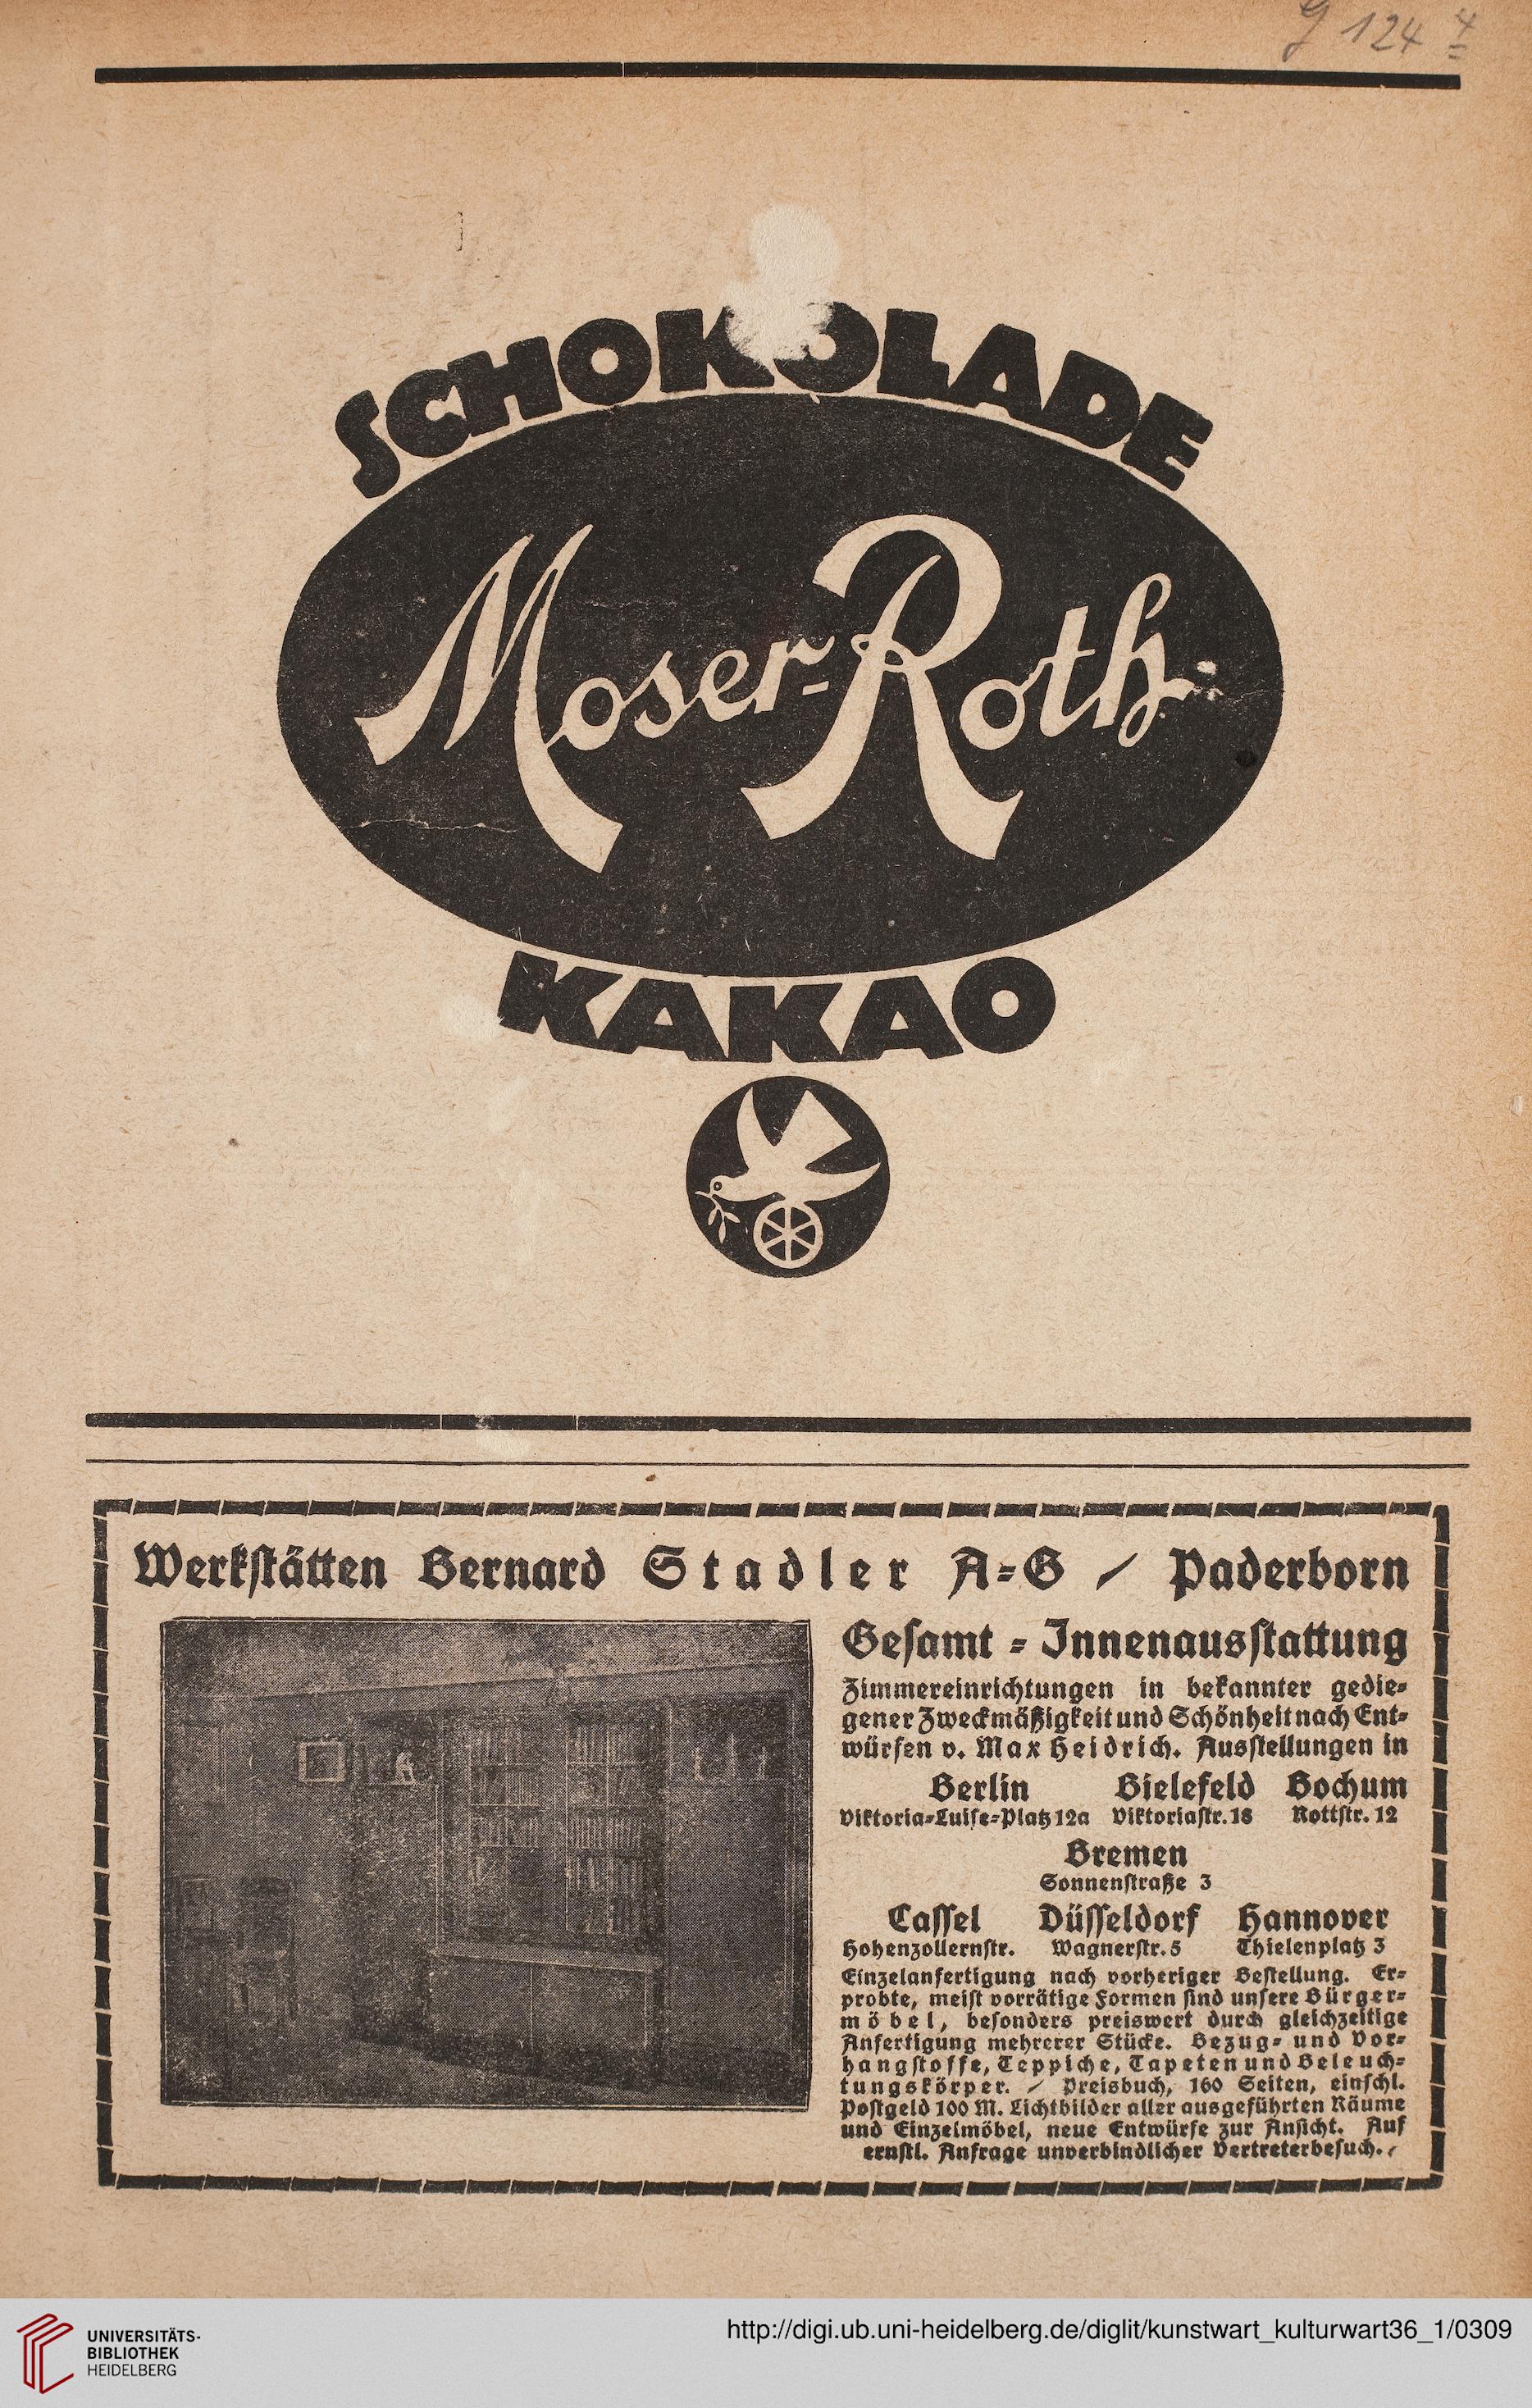 G 124 4
SCHOKOLADE
Moser-Roth
KAKAO
Werkſtätten Bernard Stadler A=G / Paderborn
Geſamt = Innenausſtattung
Zimmereinrichtungen in bekannter gedie=
gener Zweckmäßigkeit und Schönheit nach Ent=
würfen v. Max Heidrich. Ausſtellungen in
Berlin Bielefeld Bochum
Viktoria=Luiſe=Platz 12a Viktoriaſtr. 18 Rottſtr. 12
Bremen
Sonnenſtraße 3
Caſſel Düſſeldorf Hannover
Hohenzollernſtr. Wagnerſtr. 5 Thielenplatz 3
Einzelanfertigung nach vorheriger Beſtellung. Er=
probte, meiſt vorrätige Formen ſind unſere Bürger=
möbel, beſonders preiswert durch gleichzeitige
Anfertigung mehrerer Stücke. Bezug= und Vor=
hangſtoffe, Teppiche, Tapeten und Beleuch=
tungskörper. / Preisbuch, 160 Seiten, einſchl.
Poſtgeld 100 M. Lichtbilder aller ausgeführten Räume
und Einzelmöbel, neue Entwürfe zur Anſicht. Auf
ernſtl. Anfrage unverbindlicher Vertreterbeſuch. /
UNIVERSITÄTS-
BIBLIOTHEK
HEIDELBERG
http://digi.ub.uni-heidelberg.de/diglit/kunstwart_kulturwart36_1/0309